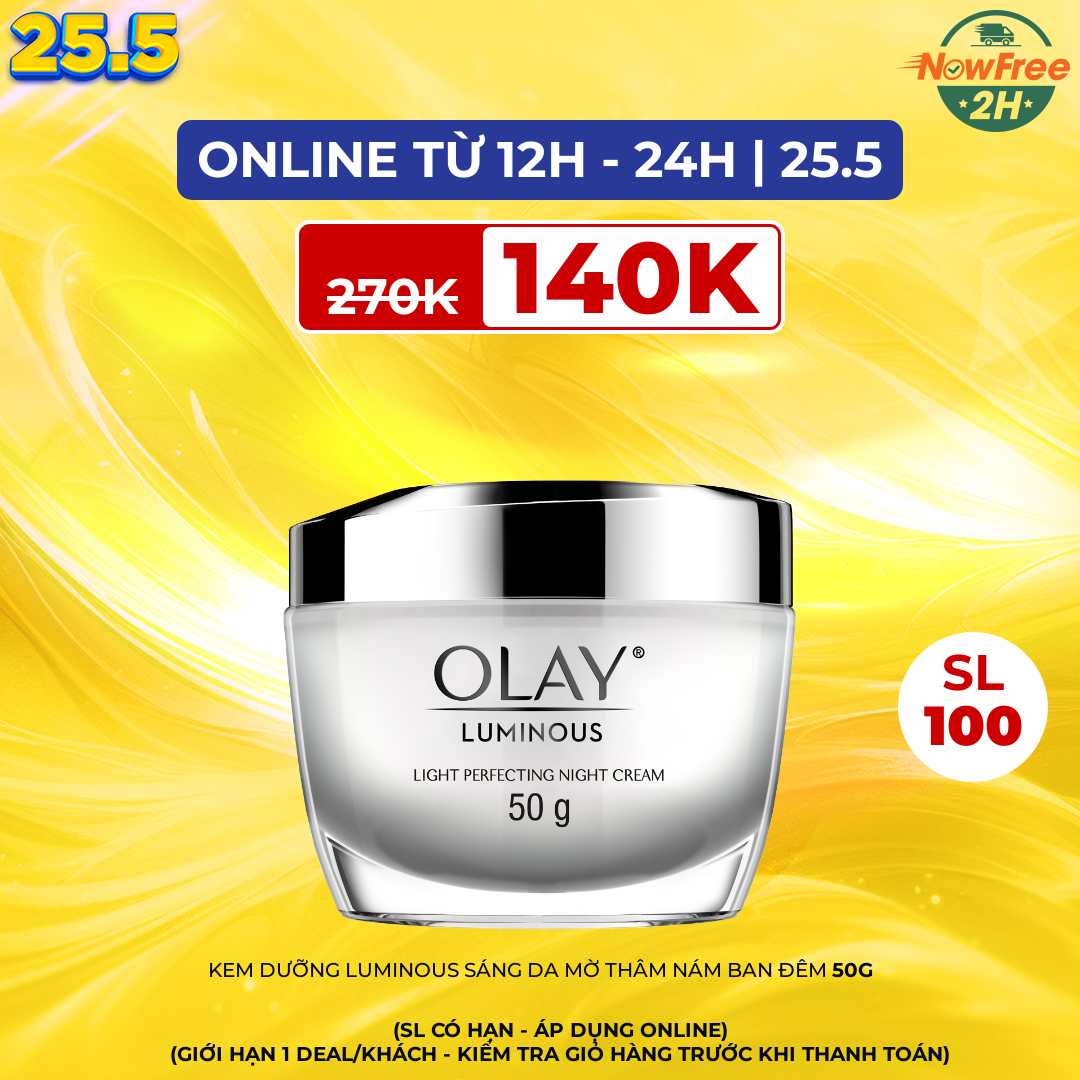 25.5
NowFree
2H
ONLINE TỪ 12H - 24H | 25.5
270K 140K
OLAY®
LUMINOUS
LIGHT PERFECTING NIGHT CREAM
50 g
SL
100
KEM DƯỠNG LUMINOUS SÁNG DA MỜ THÂM NÁM BAN ĐÊM 50G
(SL CÓ HẠN - ÁP DỤNG ONLINE)
(GIỚI HẠN 1 DEAL/KHÁCH - KIỂM TRA GIỎ HÀNG TRƯỚC KHI THANH TOÁN)